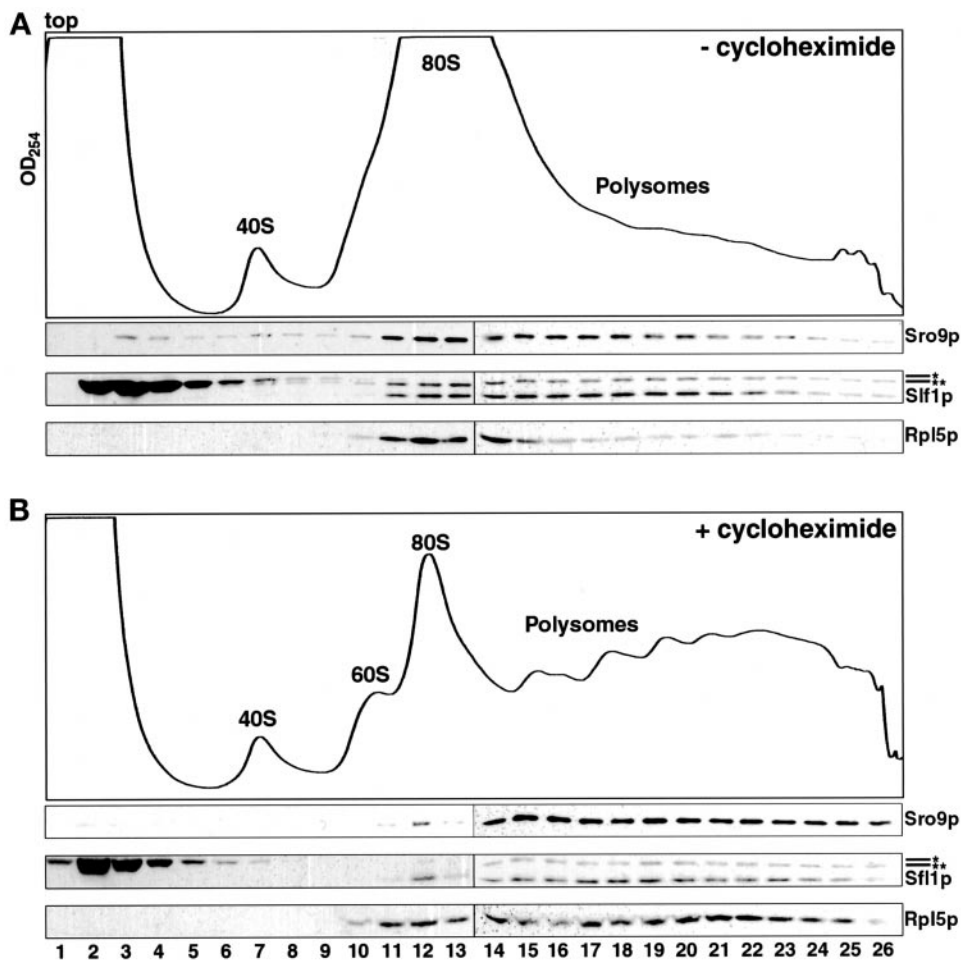 A
top
- cycloheximide
80S
OD254
Polysomes
40S
Sro9p
*
**
Slf1p
Rpl5p
B
+ cycloheximide
80S
Polysomes
60S
40S
Sro9p
*
**
Sfl1p
Rpl5p
1 2 3 4 5 6 7 8 9 10 11 12 13 14 15 16 17 18 19 20 21 22 23 24 25 26